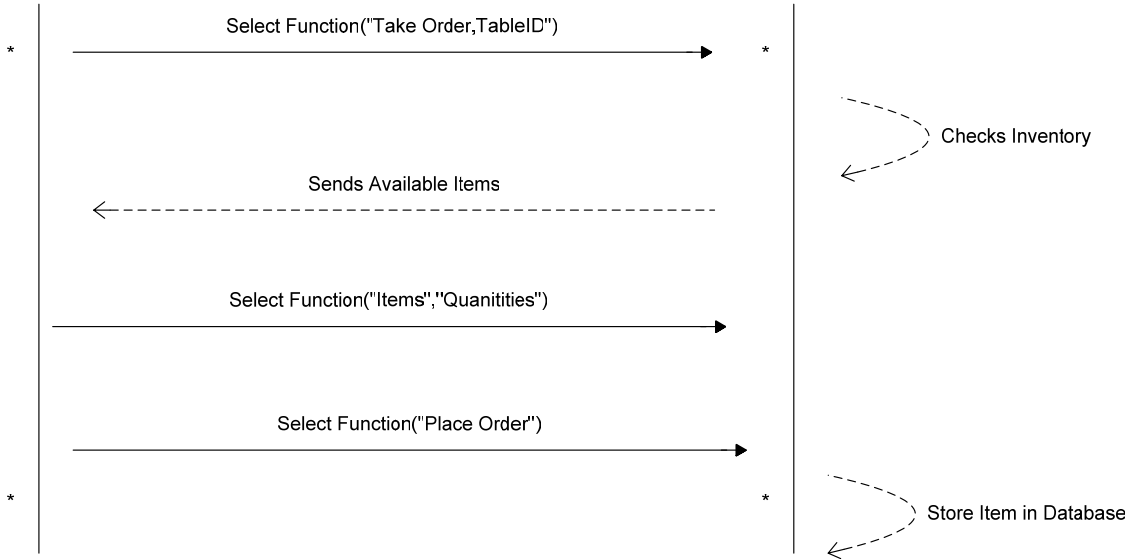 Select Function("Take Order,TableID")
* *
Checks Inventory
Sends Available Items
Select Function("Items","Quanitities")
Select Function("Place Order")
* *
Store Item in Database